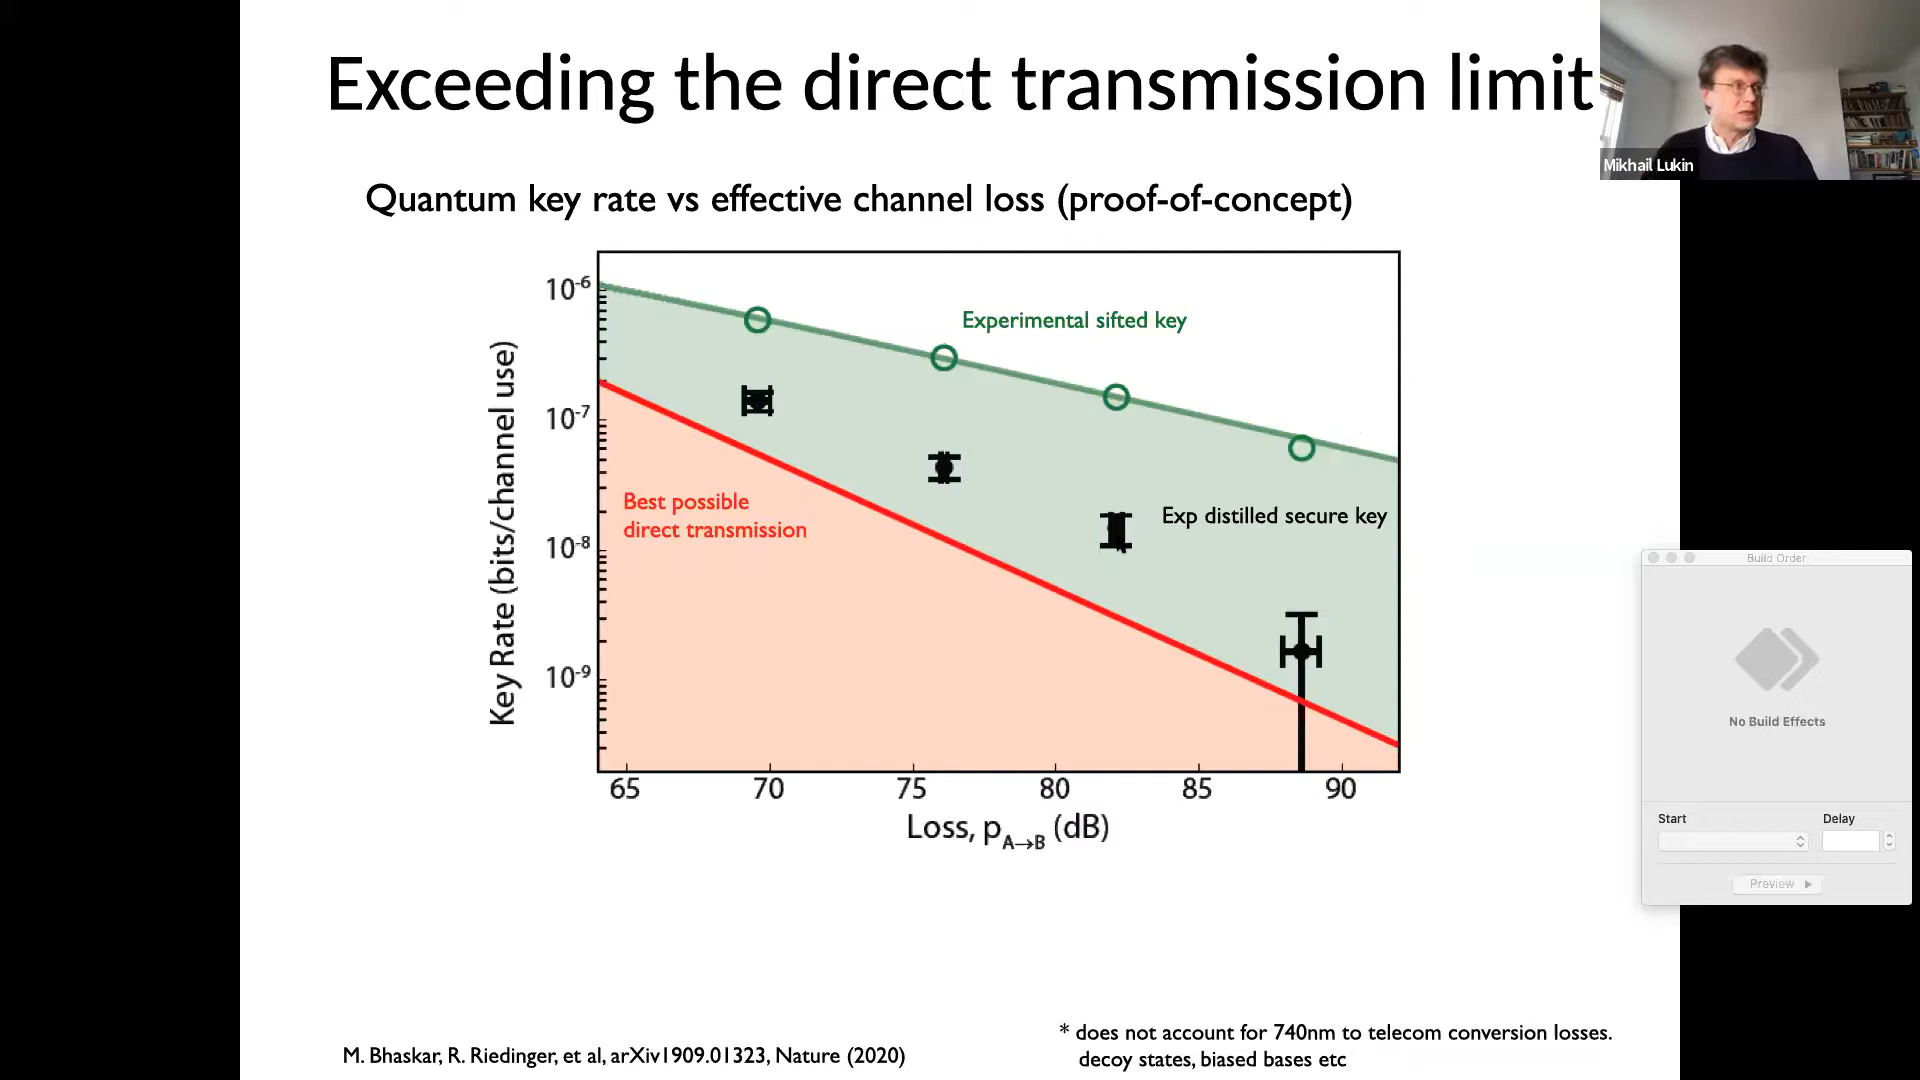 Exceeding the direct transmission limit
Mikhail Lukin
Quantum key rate vs effective channel loss (proof-of-concept)
Key Rate (bits/channel use)
10-6
10-7
10-8
10-9
Experimental sifted key
Best possible
direct transmission
Exp distilled secure key
65 70 75 80 85 90
Loss, pA→B (dB)
Build Order
No Build Effects
Start Delay
Preview
M. Bhaskar, R. Riedinger, et al, arXiv1909.01323, Nature (2020)
* does not account for 740nm to telecom conversion losses.
decoy states, biased bases etc